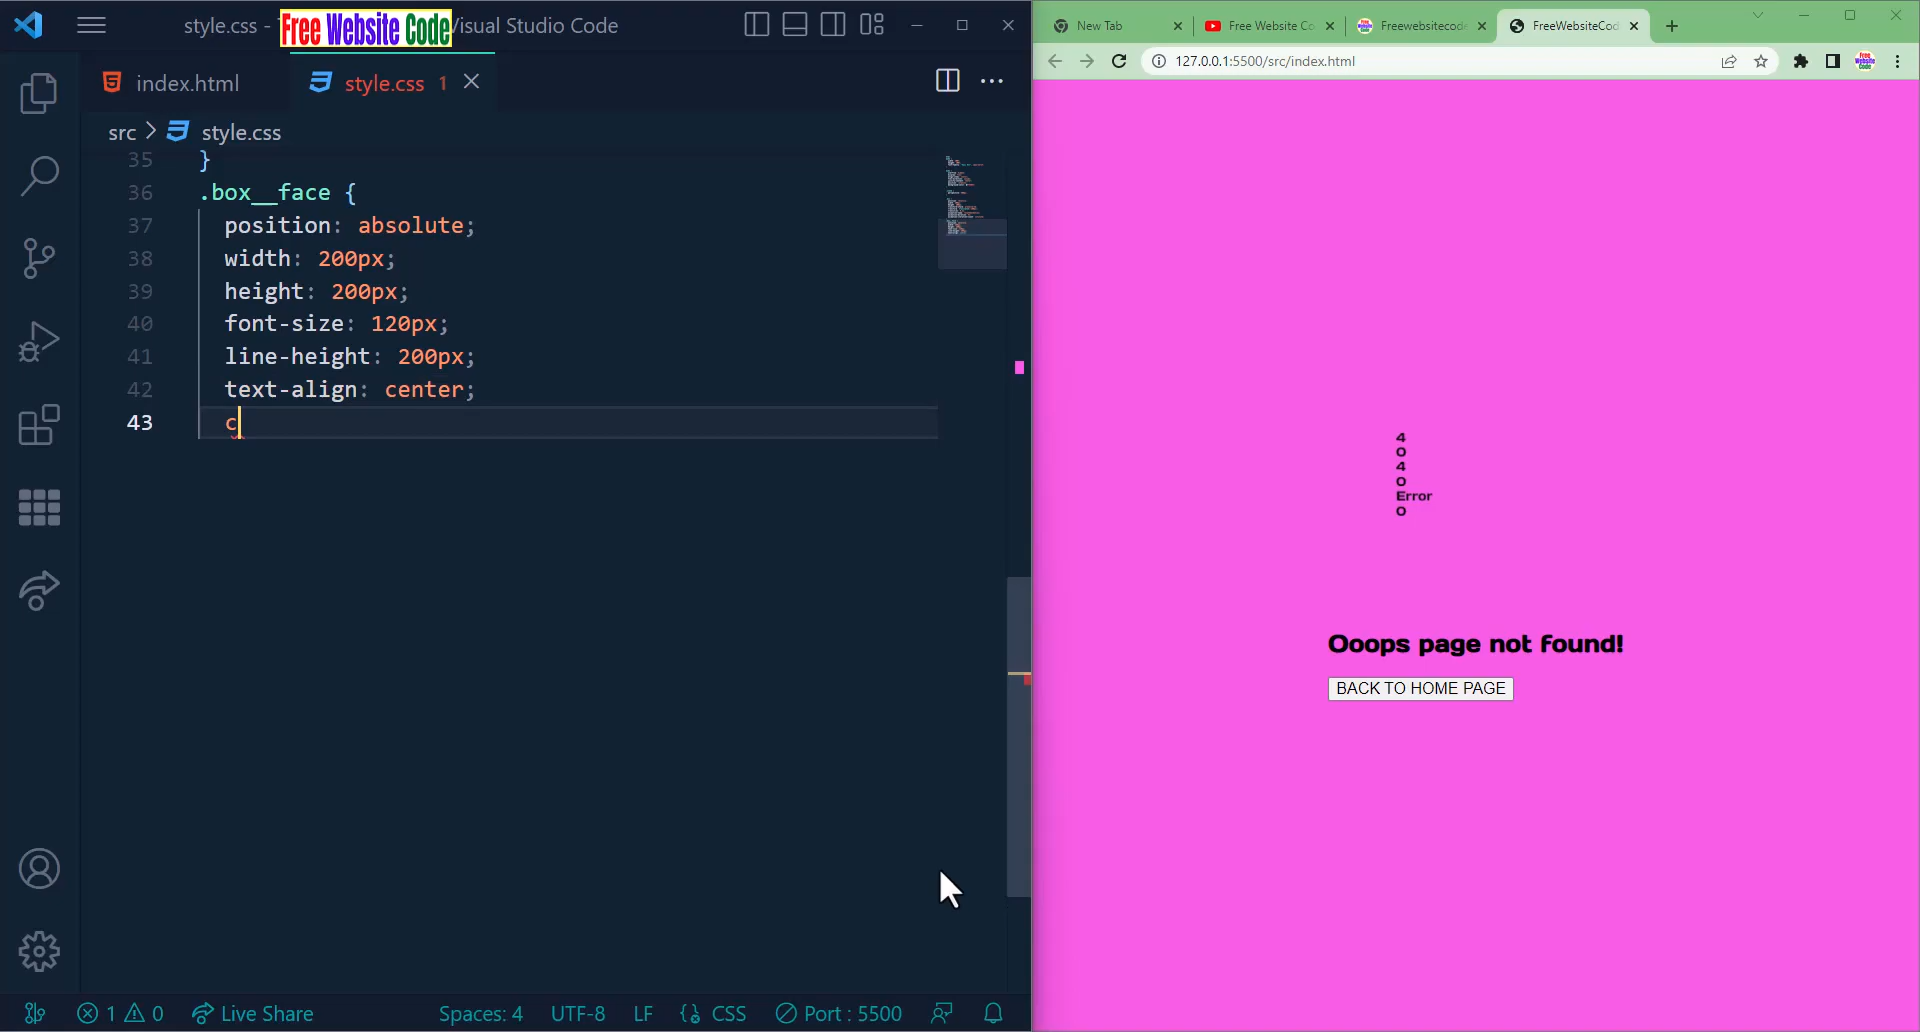 style.css - Free Website Code Visual Studio Code
index.html
style.css 1
src > style.css
35 }
36 .box__face {
37 position: absolute;
38 width: 200px;
39 height: 200px;
40 font-size: 120px;
41 line-height: 200px;
42 text-align: center;
43 c
1 0 Live Share Spaces: 4 UTF-8 LF CSS Port : 5500
New Tab Free Website Co Freewebsitecod FreeWebsiteCod
127.0.0.1:5500/src/index.html
4
0
4
0
Error
0
Ooops page not found!
BACK TO HOME PAGE